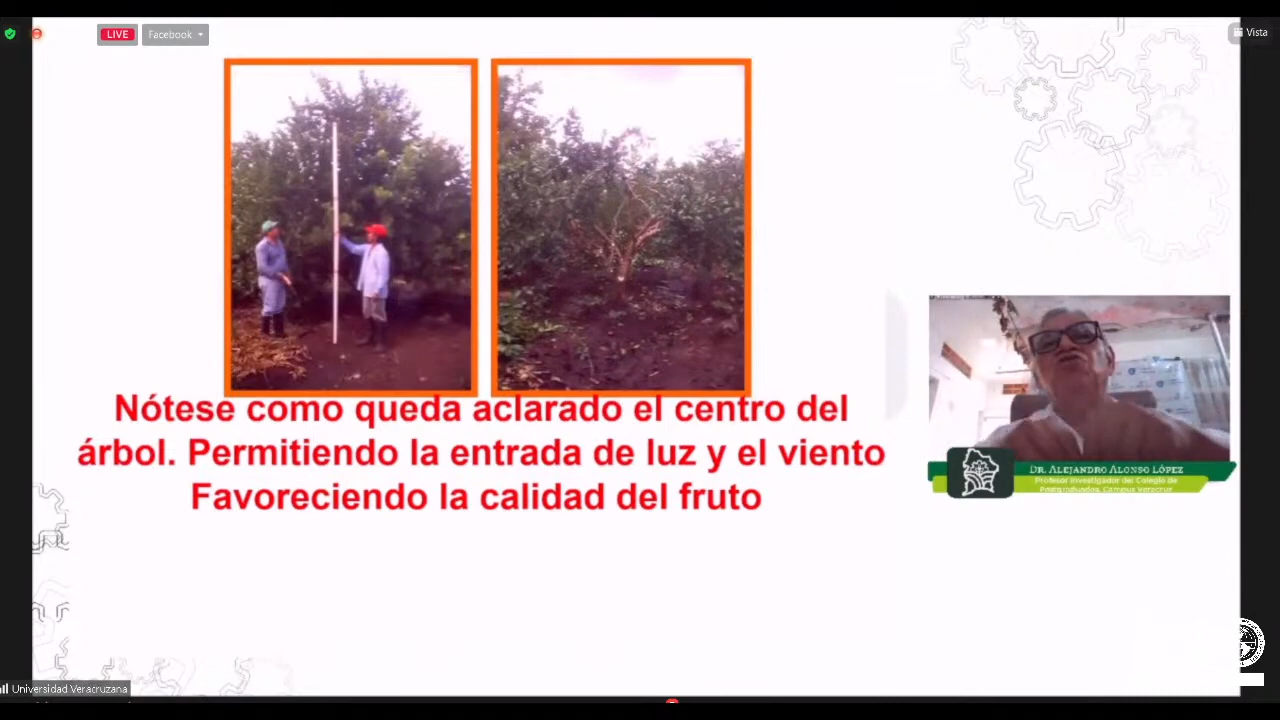 LIVE
Facebook
Vista
Nótese como queda aclarado el centro del
árbol. Permitiendo la entrada de luz y el viento
Favoreciendo la calidad del fruto
Dr. Alejandro Alonso López
Profesor Investigador del Colegio de
Postgraduados, Campus Veracruz
Universidad Veracruzana